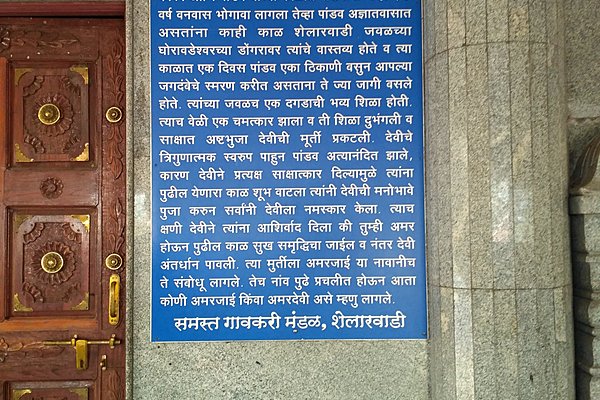 वर्ष वनवास भोगावा लागला तेव्हा पांडव अज्ञातवासात
असतांना काही काळ शेलारवाडी जवळच्या
घोरावडेश्वरच्या डोंगरावर त्यांचे वास्तव्य होते व त्या
काळात एक दिवस पांडव एका ठिकाणी वसुन आपल्या
जगदंबेचे स्मरण करीत असताना ते ज्या जागी बसले
होते. त्यांच्या जवळच एक दगडाची भव्य शिळा होती.
त्याच वेळी एक चमत्कार झाला व ती शिळा दुभंगली व
साक्षात अष्टभुजा देवीची मूर्ती प्रकटली. देवीचे
त्रिगुणात्मक स्वरुप पाहुन पांडव अत्यानंदित झाले,
कारण देवीने प्रत्यक्ष साक्षात्कार दिल्यामुळे त्यांना
पुढील येणारा काळ शूभ वाटला त्यांनी देवीची मनोभावे
पुजा करुन सर्वांनी देवीला नमस्कार केला. त्याच
क्षणी देवीने त्यांना आशिर्वाद दिला की तुम्ही अमर
होऊन पुढील काळ सुख समृद्धिचा जाईल व नंतर देवी
अंतर्धान पावली. त्या मुर्तीला अमरजाई या नावानीच
ते संबोधू लागले. तेच नांव पुढे प्रचलीत होऊन आता
कोणी अमरजाई किंवा अमरदेवी असे म्हणु लागले.
समस्त गावकरी मंडळ, शेलारवाडी